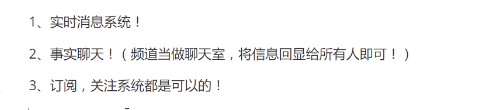 1、实时消息系统！
2、事实聊天！（ 频道当做聊天室，将信息回显给所有人即可！）
3、订阅，关注系统都是可以的！